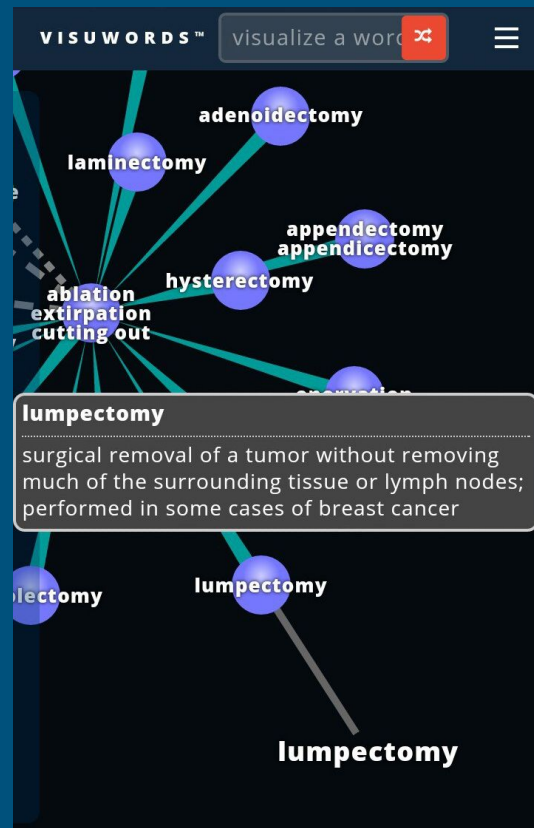 VISUWORDS™
visualize a word
adenoidectomy
laminectomy
appendectomy
appendicectomy
hysterectomy
ablation
extirpation
cutting out
lumpectomy
surgical removal of a tumor without removing
much of the surrounding tissue or lymph nodes;
performed in some cases of breast cancer
lectomy
lumpectomy
lumpectomy